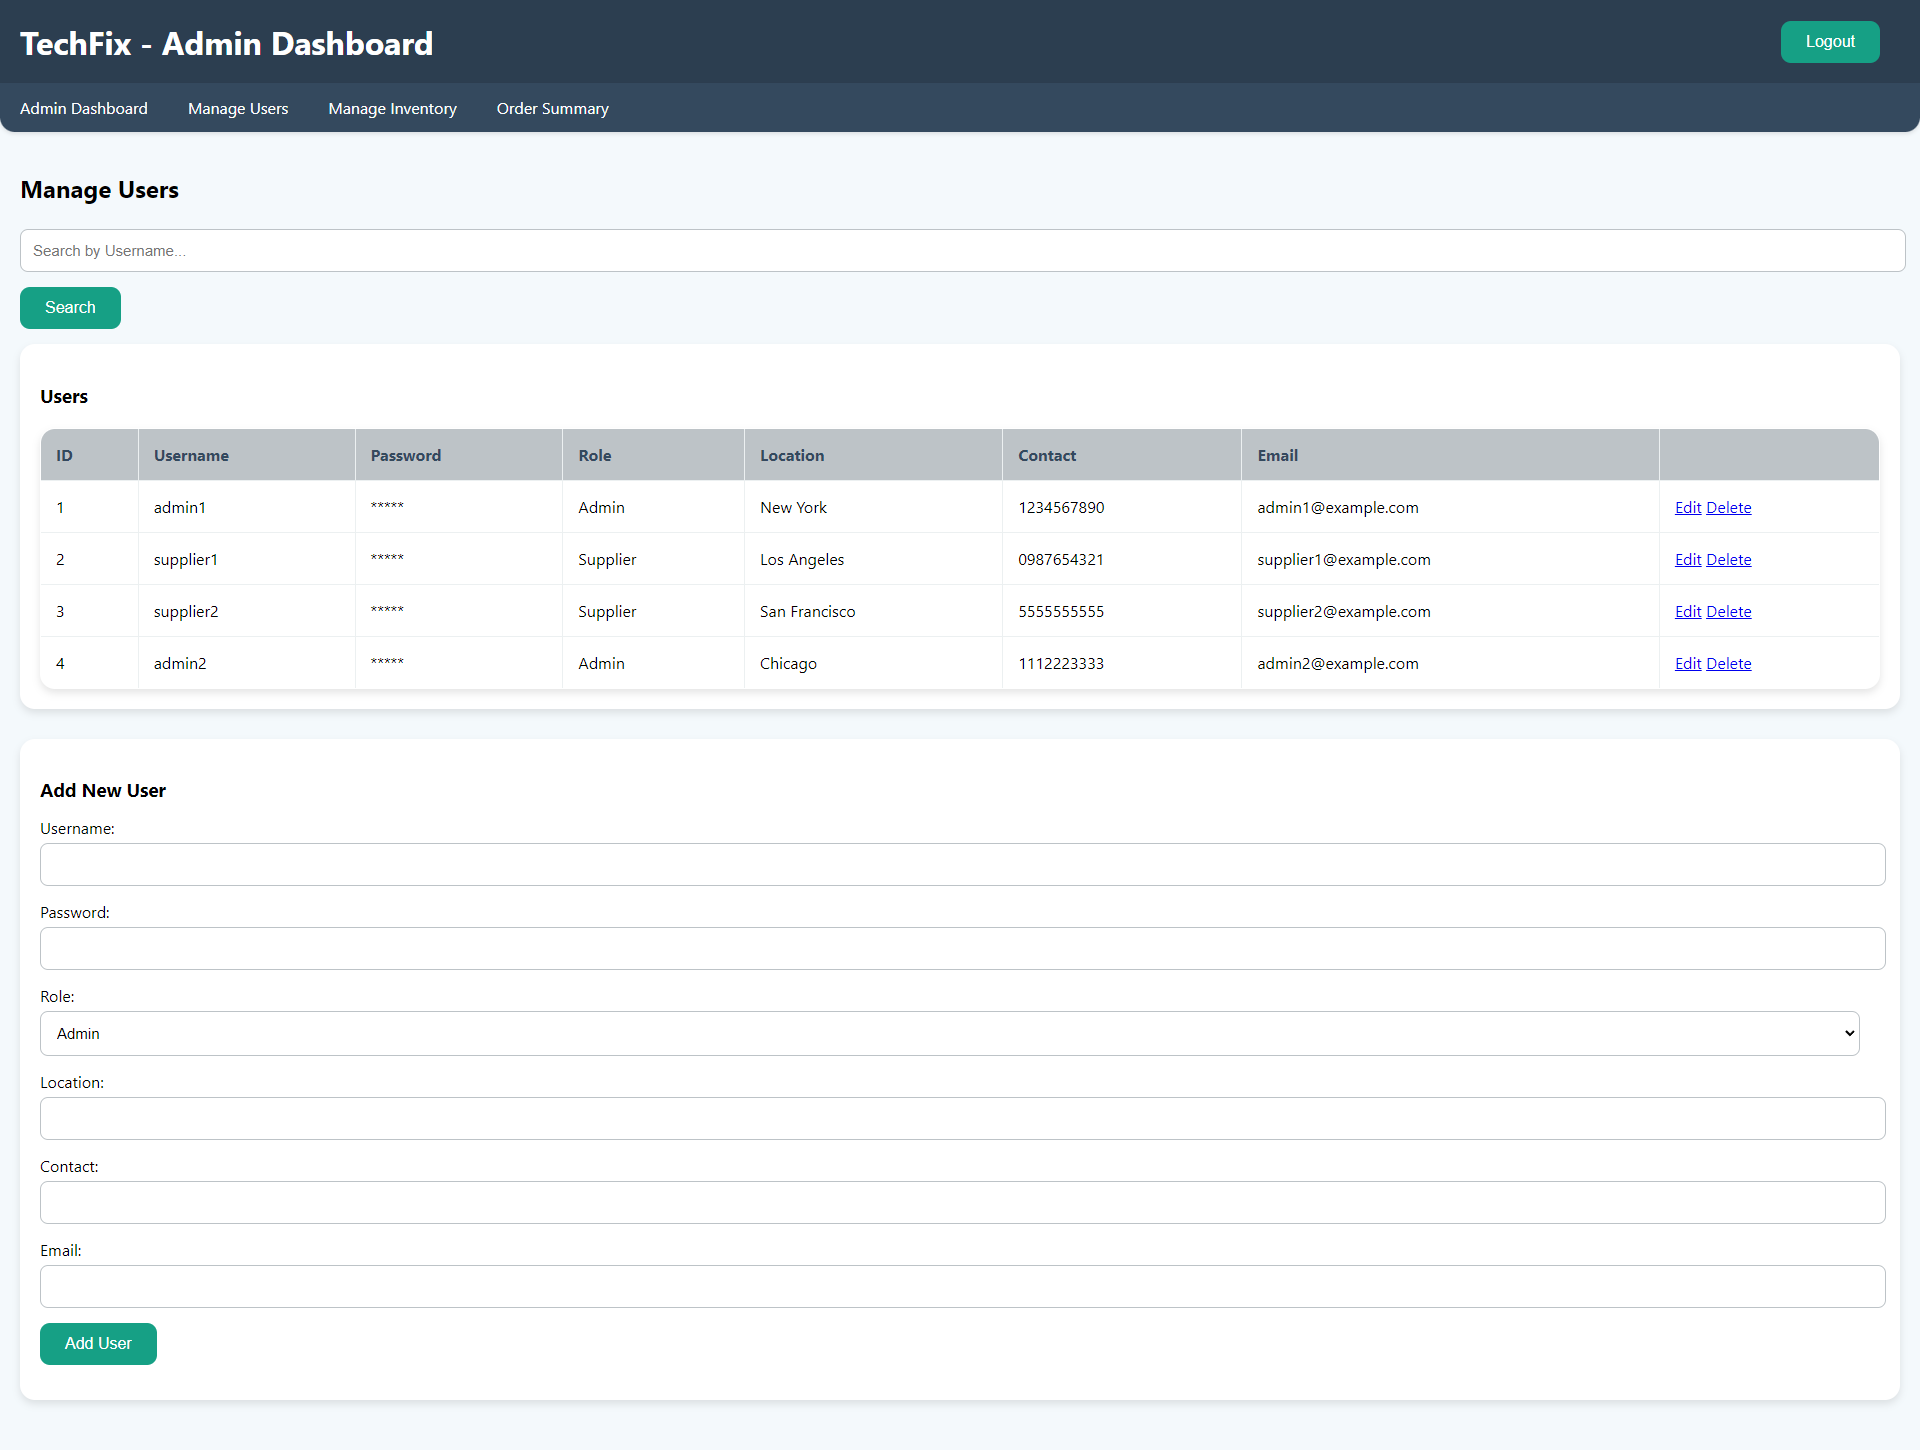 TechFix - Admin Dashboard
Logout
Admin Dashboard Manage Users Manage Inventory Order Summary
Manage Users
Search by Username...
Search
Users
ID Username Password Role Location Contact Email
1 admin1 ***** Admin New York 1234567890 admin1@example.com Edit Delete
2 supplier1 ***** Supplier Los Angeles 0987654321 supplier1@example.com Edit Delete
3 supplier2 ***** Supplier San Francisco 5555555555 supplier2@example.com Edit Delete
4 admin2 ***** Admin Chicago 1112223333 admin2@example.com Edit Delete
Add New User
Username:
Password:
Role:
Admin
Location:
Contact:
Email:
Add User